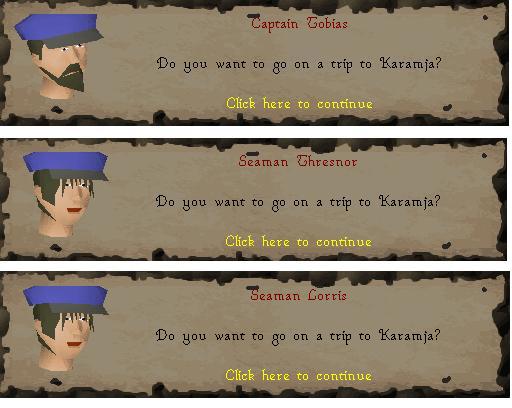 Captain Tobias
Do you want to go on a trip to Karamja?
Click here to continue
Seaman Thresnor
Do you want to go on a trip to Karamja?
Click here to continue
Seaman Lorris
Do you want to go on a trip to Karamja?
Click here to continue